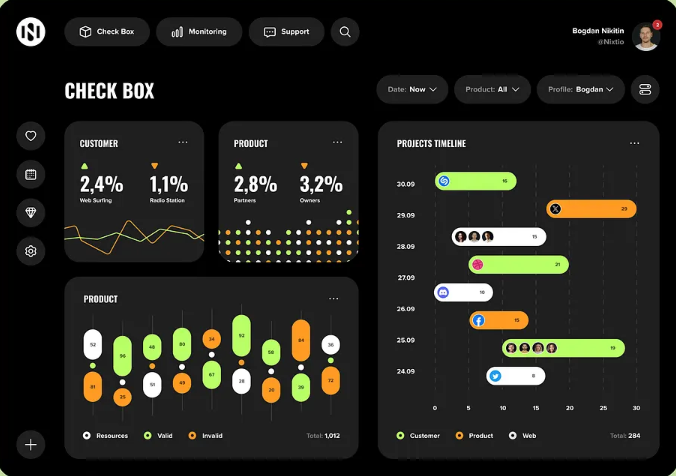 N
Check Box
Monitoring
Support
Bogdan Nikitin
@Nixtio
2
CHECK BOX
Date: Now
Product: All
Profile: Bogdan
CUSTOMER
...
2,4%
1,1%
Web Surfing
Radio Station
PRODUCT
...
2,8%
3,2%
Partners
Owners
PROJECTS TIMELINE
...
30.09
16
29.09
X
28.09
15
27.09
21
26.09
16
f
15
25.09
19
24.09
8
0
5
10
15
20
25
30
Customer
Product
Web
Total: 284
PRODUCT
...
52
81
90
25
48
51
80
49
34
67
92
28
58
20
84
39
36
72
Resources
Valid
Invalid
Total: 1,012